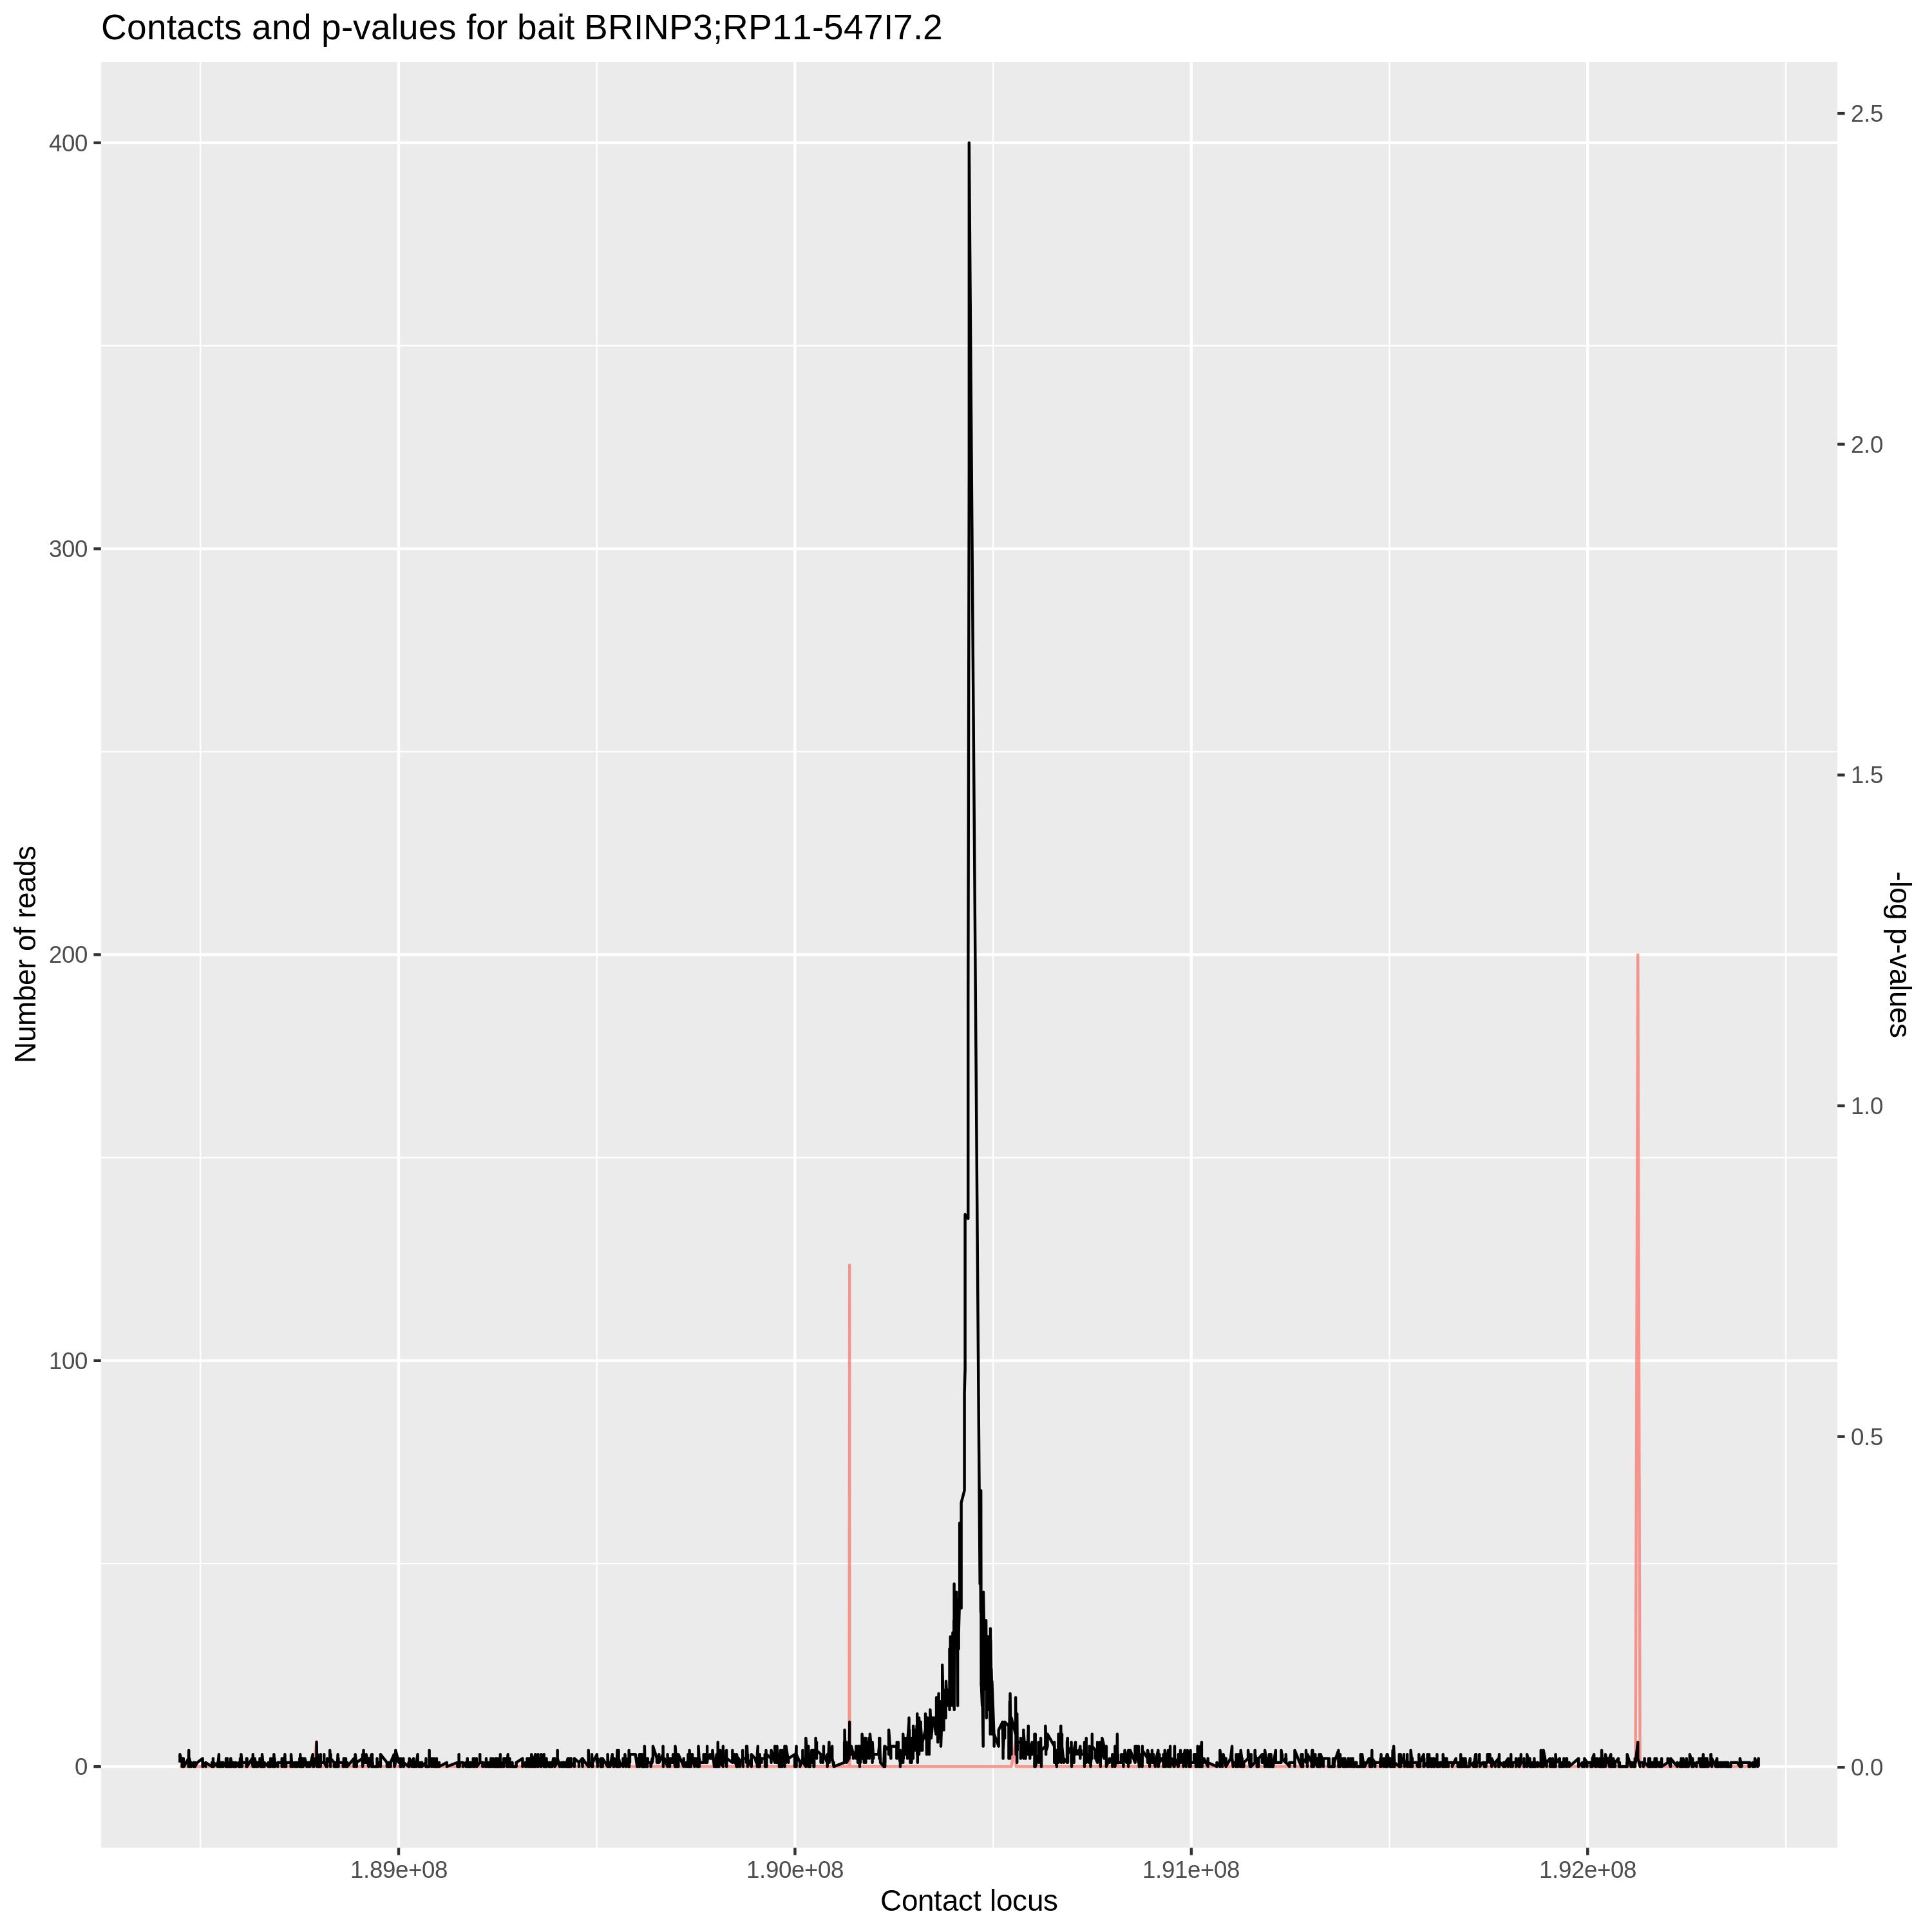 Contacts and p-values for bait BRINP3;RP11-547I7.2
400
300
200
100
0
Number of reads
2.5
2.0
1.5
1.0
0.5
0.0
-log p-values
1.89e+08
1.90e+08
1.91e+08
1.92e+08
Contact locus